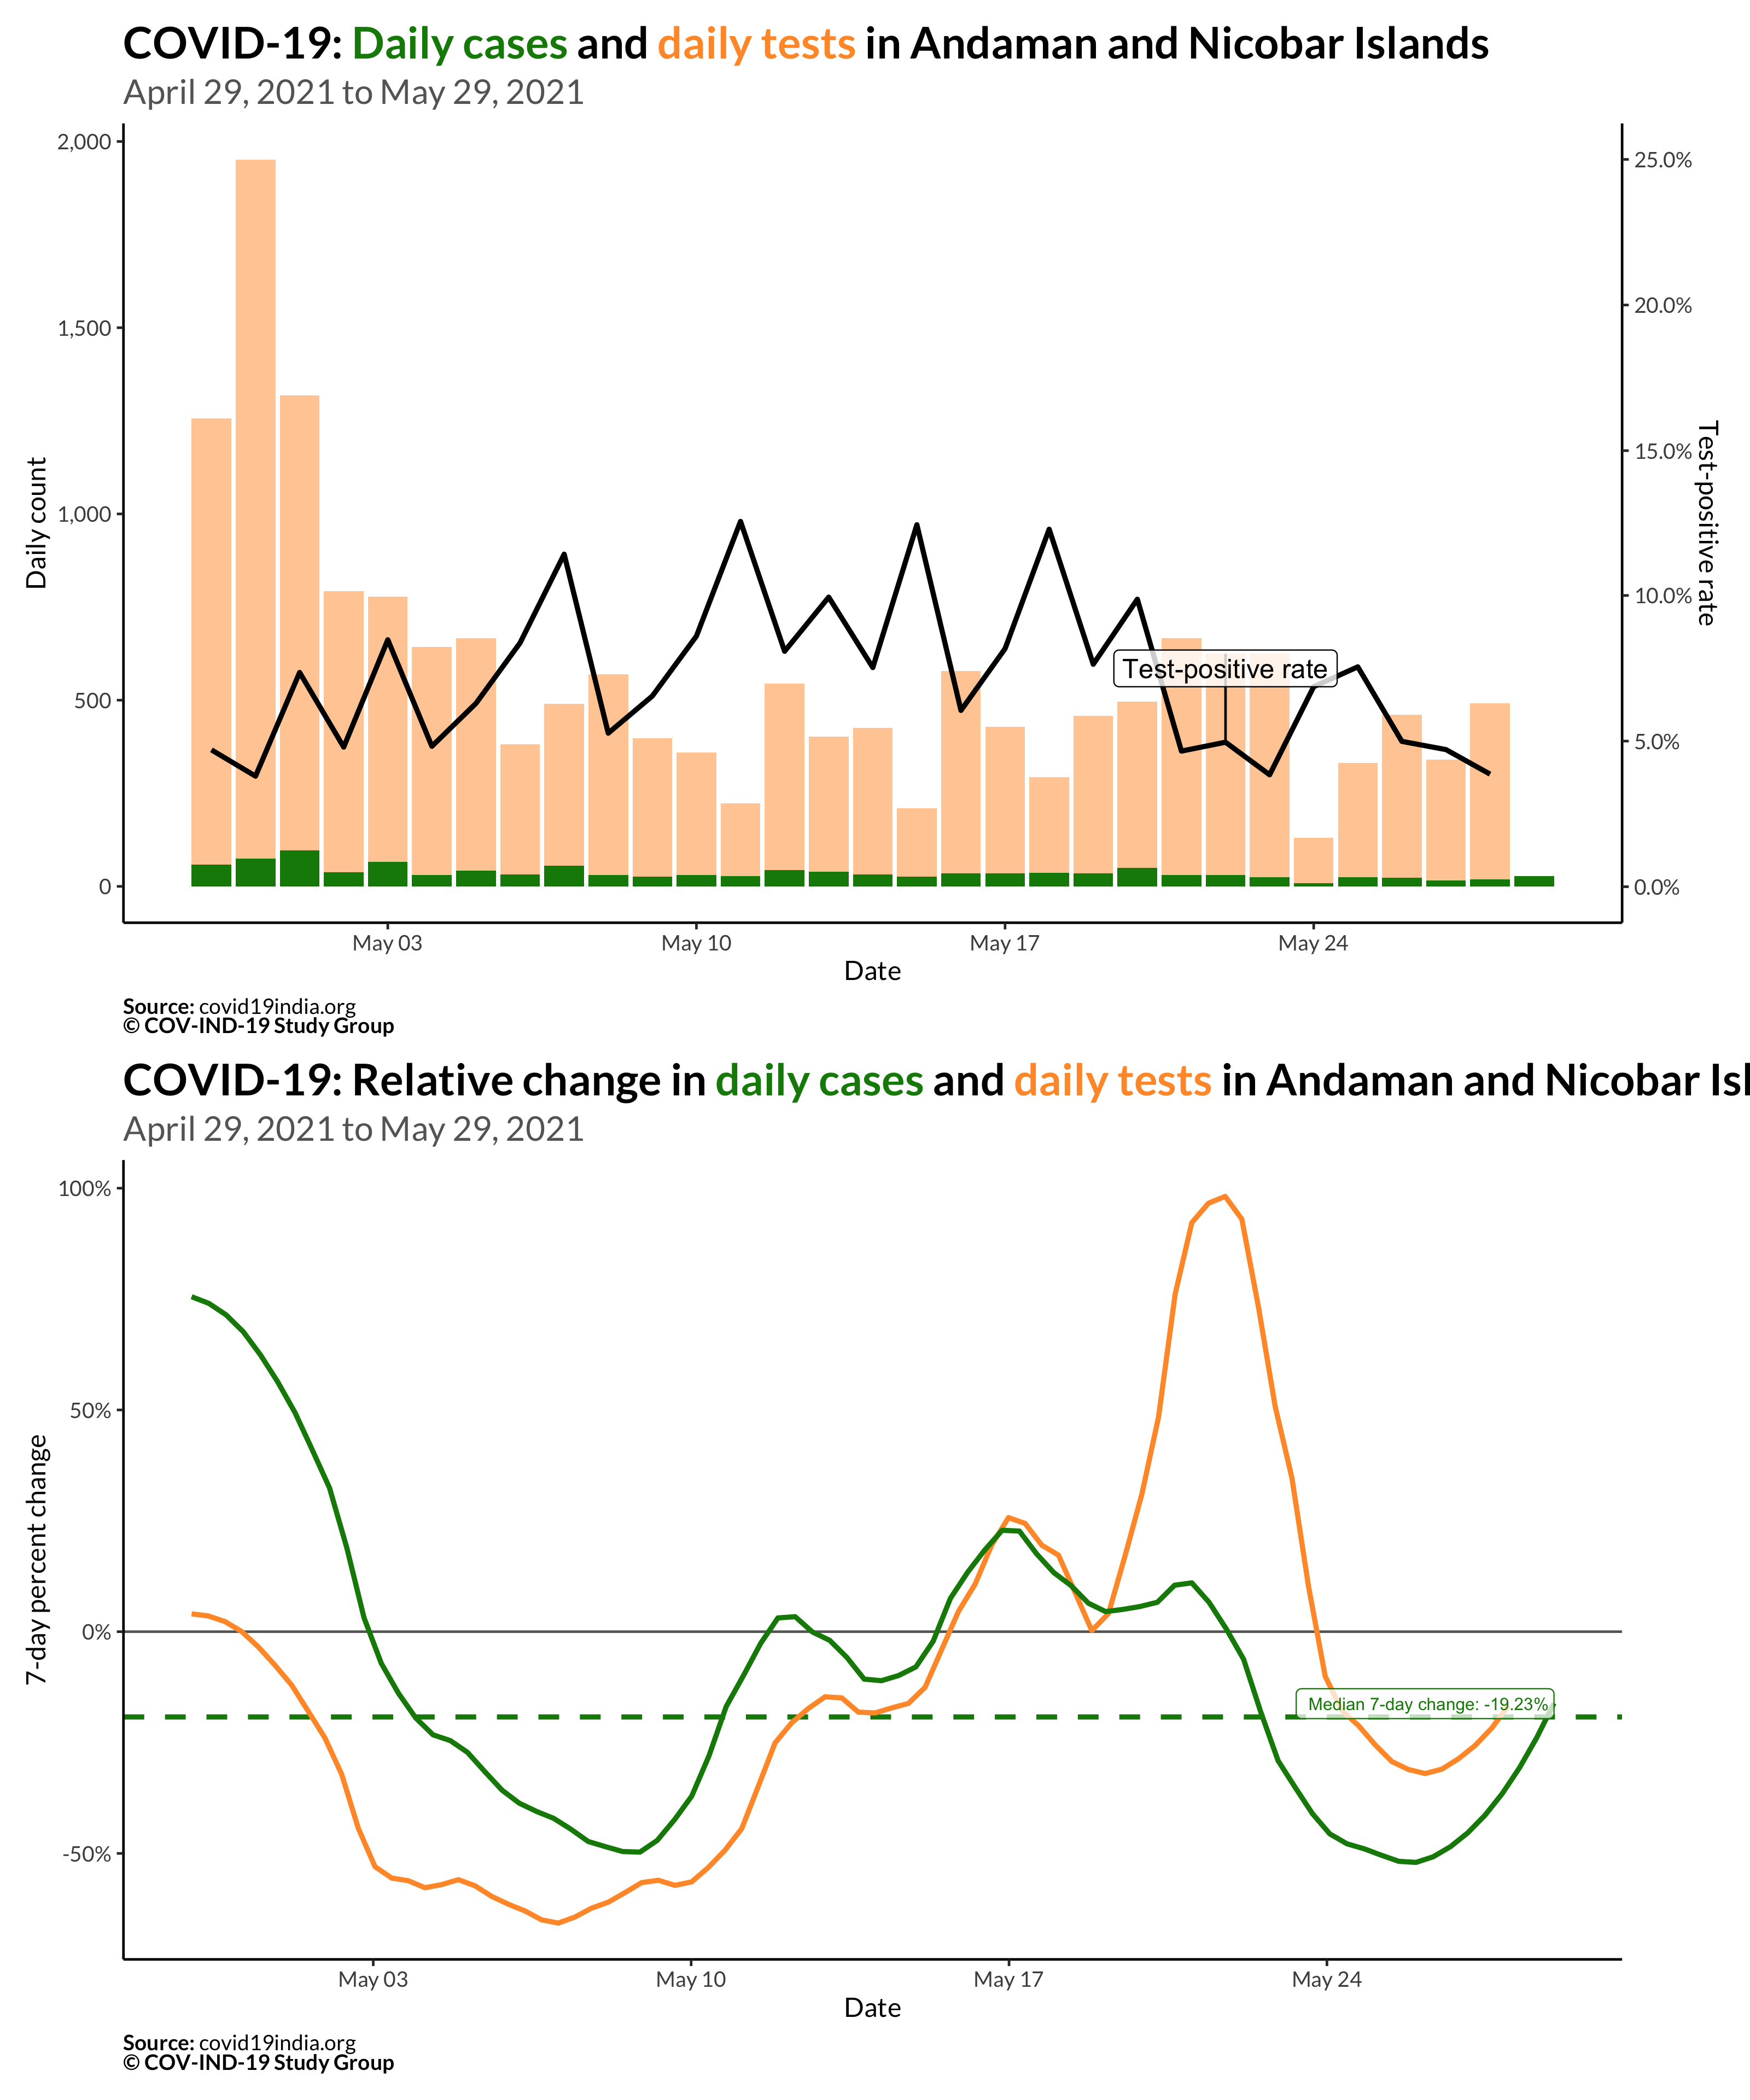 COVID-19: Daily cases and daily tests in Andaman and Nicobar Islands
April 29, 2021 to May 29, 2021
2,000
1,500
1,000
500
0
Daily count
25.0%
20.0%
15.0%
10.0%
5.0%
0.0%
Test-positive rate
Test-positive rate
May 03
May 10
May 17
May 24
Date
Source: covid19india.org
© COV-IND-19 Study Group
COVID-19: Relative change in daily cases and daily tests in Andaman and Nicobar Isl
April 29, 2021 to May 29, 2021
100%
50%
0%
-50%
7-day percent change
Median 7-day change: -19.23%
May 03
May 10
May 17
May 24
Date
Source: covid19india.org
© COV-IND-19 Study Group